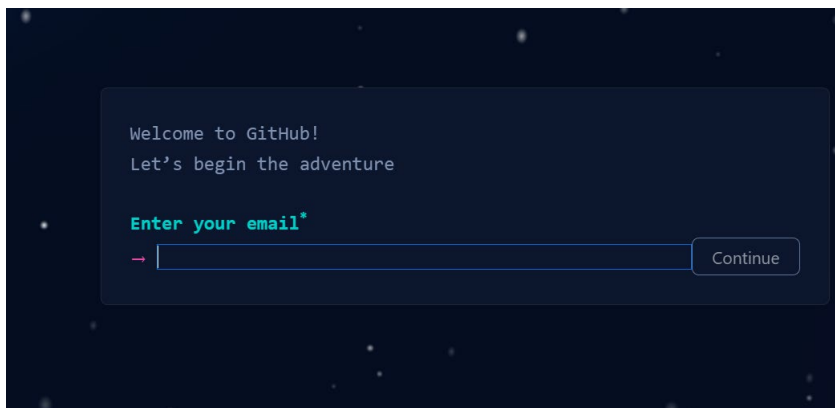 Welcome to GitHub!
Let’s begin the adventure
Enter your email*
→ Continue